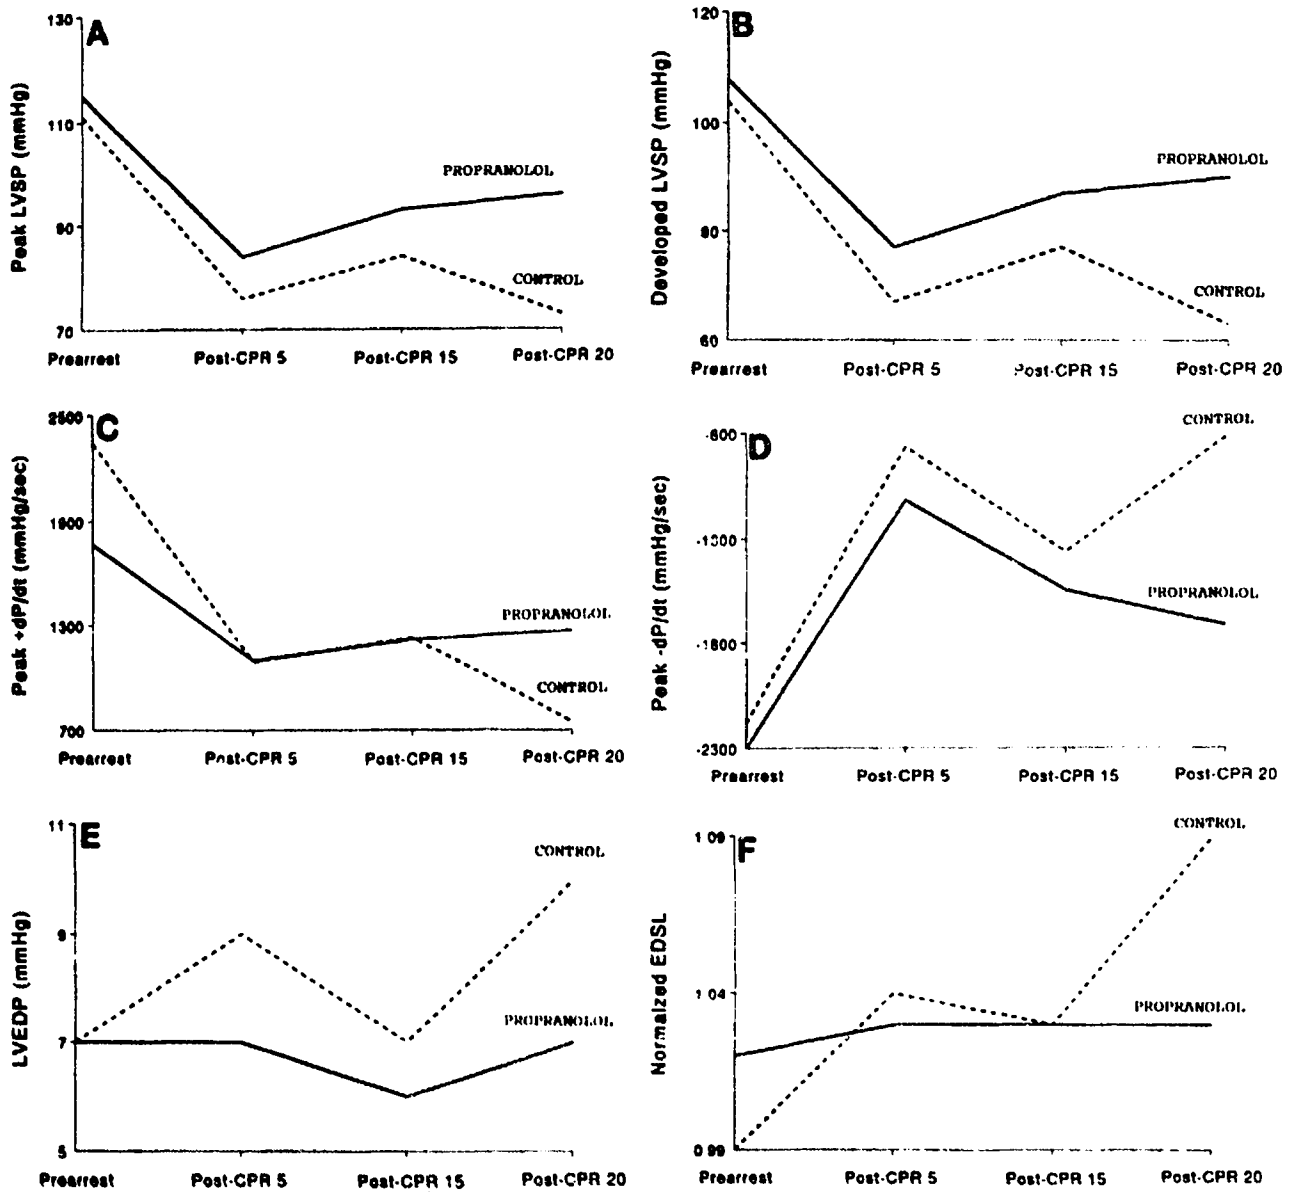 A
130
110
90
70
Peak LVSP (mmHg)
PROPRANOLOL
CONTROL
Prearrest Post-CPR 5 Post-CPR 15 Post-CPR 20
B
120
100
80
60
Developed LVSP (mmHg)
PROPRANOLOL
CONTROL
Prearrest Post-CPR 5 Post-CPR 15 Post-CPR 20
C
2500
1900
1300
700
Peak +dP/dt (mmHg/sec)
PROPRANOLOL
CONTROL
Prearrest Post-CPR 5 Post-CPR 15 Post-CPR 20
D
-800
-1300
-1800
-2300
Peak -dP/dt (mmHg/sec)
CONTROL
PROPRANOLOL
Prearrest Post-CPR 5 Post-CPR 15 Post-CPR 20
E
11
9
7
5
LVEDP (mmHg)
CONTROL
PROPRANOLOL
Prearrest Post-CPR 5 Post-CPR 15 Post-CPR 20
F
1.09
1.04
0.99
Normalzed EDSL
CONTROL
PROPRANOLOL
Prearrest Post-CPR 5 Post-CPR 15 Post-CPR 20